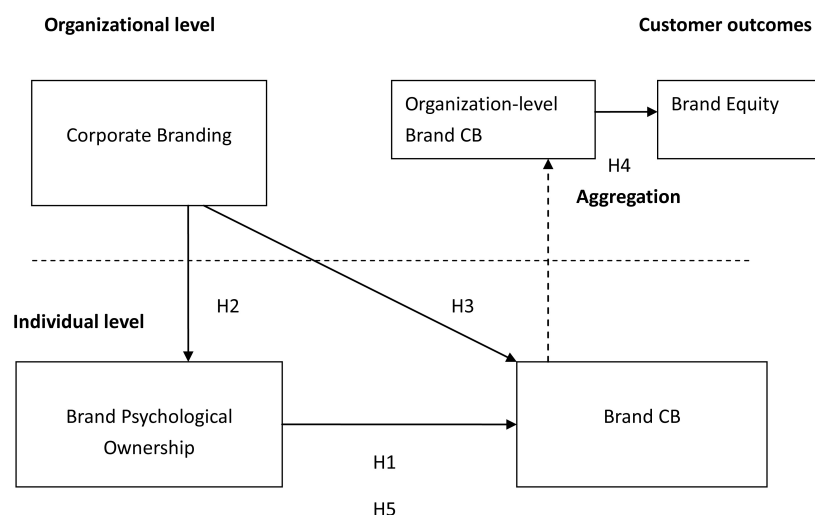 Organizational level
Customer outcomes
Corporate Branding
Organization-level
Brand CB
Brand Equity
H4
Aggregation
H2
H3
Individual level
Brand Psychological
Ownership
Brand CB
H1
H5